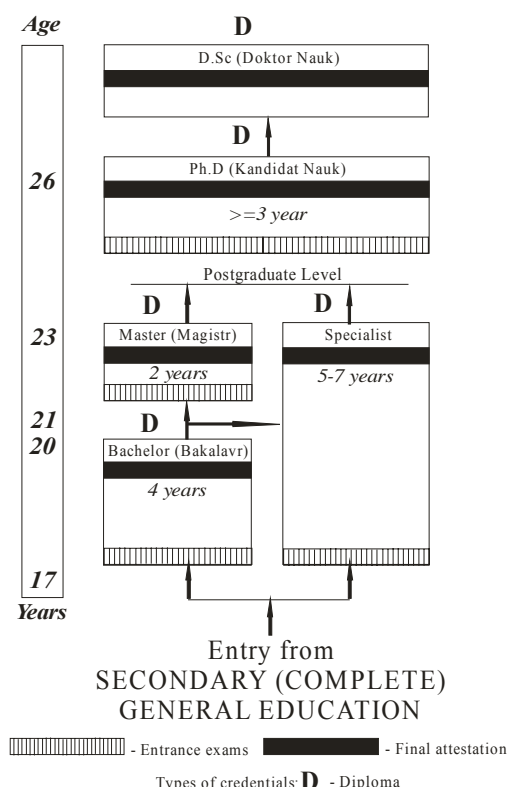 Age
D
D.Sc (Doktor Nauk)
D
26
Ph.D (Kandidat Nauk)
>=3 year
Postgraduate Level
D
D
23
Master (Magistr)
Specialist
2 years
5-7 years
21
D
20
Bachelor (Bakalavr)
4 years
17
Years
Entry from
SECONDARY (COMPLETE)
GENERAL EDUCATION
- Entrance exams
- Final attestation
Types of credentials: D - Diploma